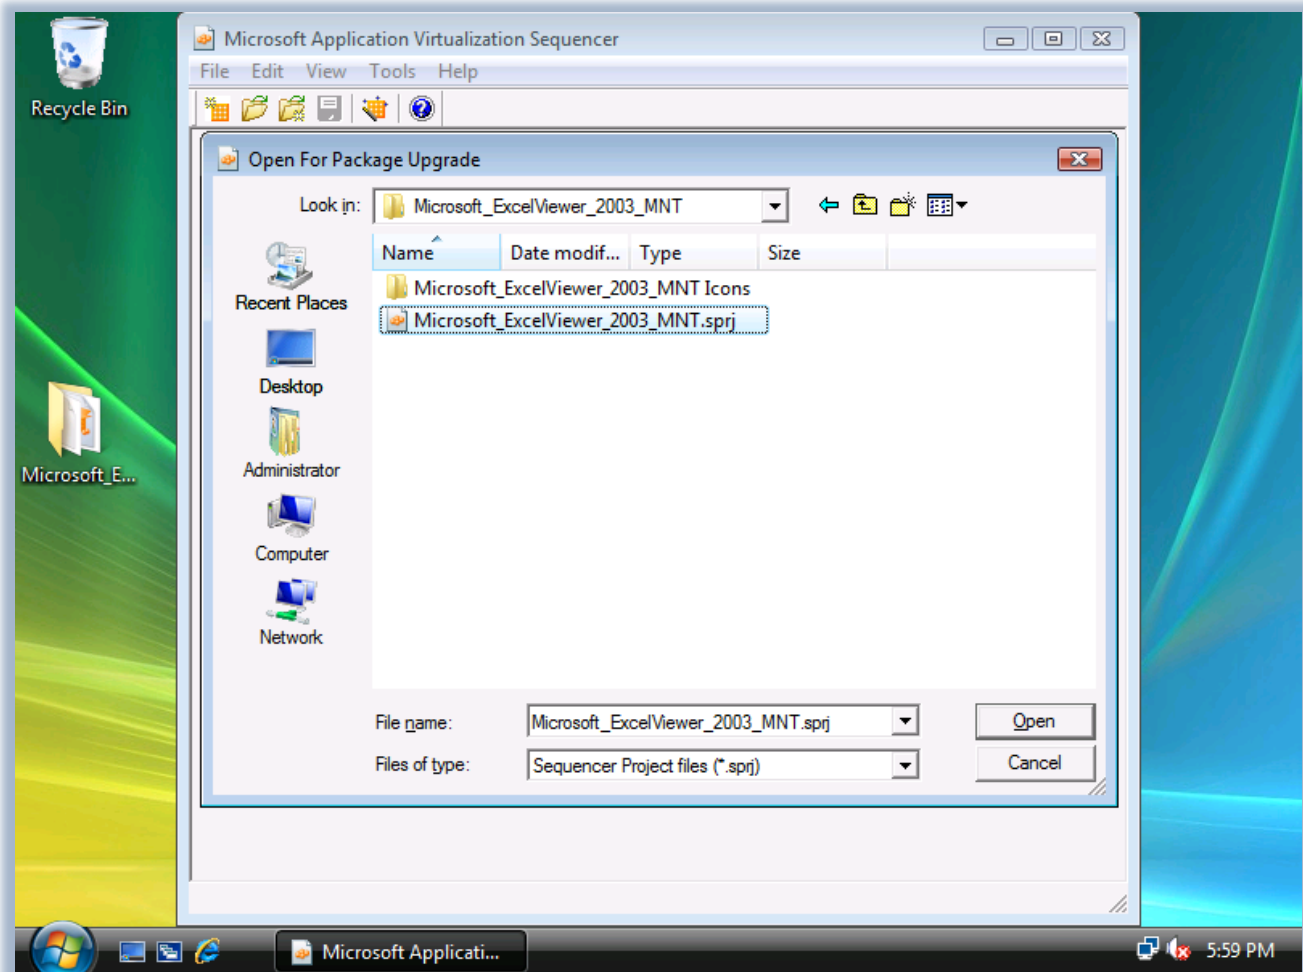 Recycle Bin
Microsoft_E...
Microsoft Application Virtualization Sequencer
File Edit View Tools Help
Open For Package Upgrade
Look in: Microsoft_ExcelViewer_2003_MNT
Recent Places
Desktop
Administrator
Computer
Network
Name Date modif... Type Size
Microsoft_ExcelViewer_2003_MNT Icons
Microsoft_ExcelViewer_2003_MNT.sprj
File name: Microsoft_ExcelViewer_2003_MNT.sprj Open
Files of type: Sequencer Project files (*.sprj) Cancel
Microsoft Applicati... 5:59 PM